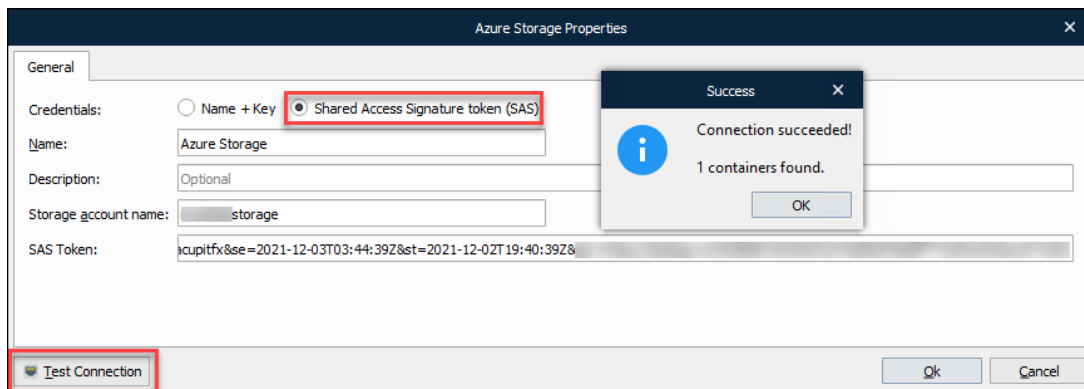 Azure Storage Properties
General
Credentials: Name + Key Shared Access Signature token (SAS)
Name: Azure Storage
Description: Optional
Storage account name: storage
SAS Token: acupitfx&se=2021-12-03T03:44:39Z&st=2021-12-02T19:40:39Z&
Success
Connection succeeded!
1 containers found.
OK
Test Connection Ok Cancel